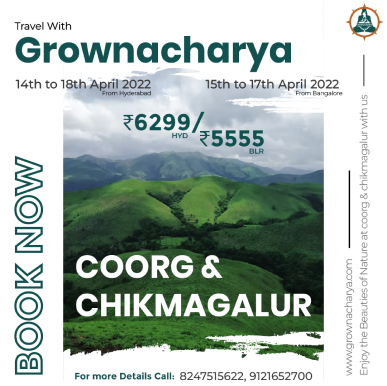 Travel With
Grownacharya
14th to 18th April 2022
From Hyderabad
15th to 17th April 2022
From Bangalore
₹6299/
HYD
₹5555
BLR
BOOK NOW
COORG &
CHIKMAGALUR
www.grownacharya.com
Enjoy the Beauties of Nature at coorg & chikmagalur with us
For more Details Call: 8247515622, 9121652700